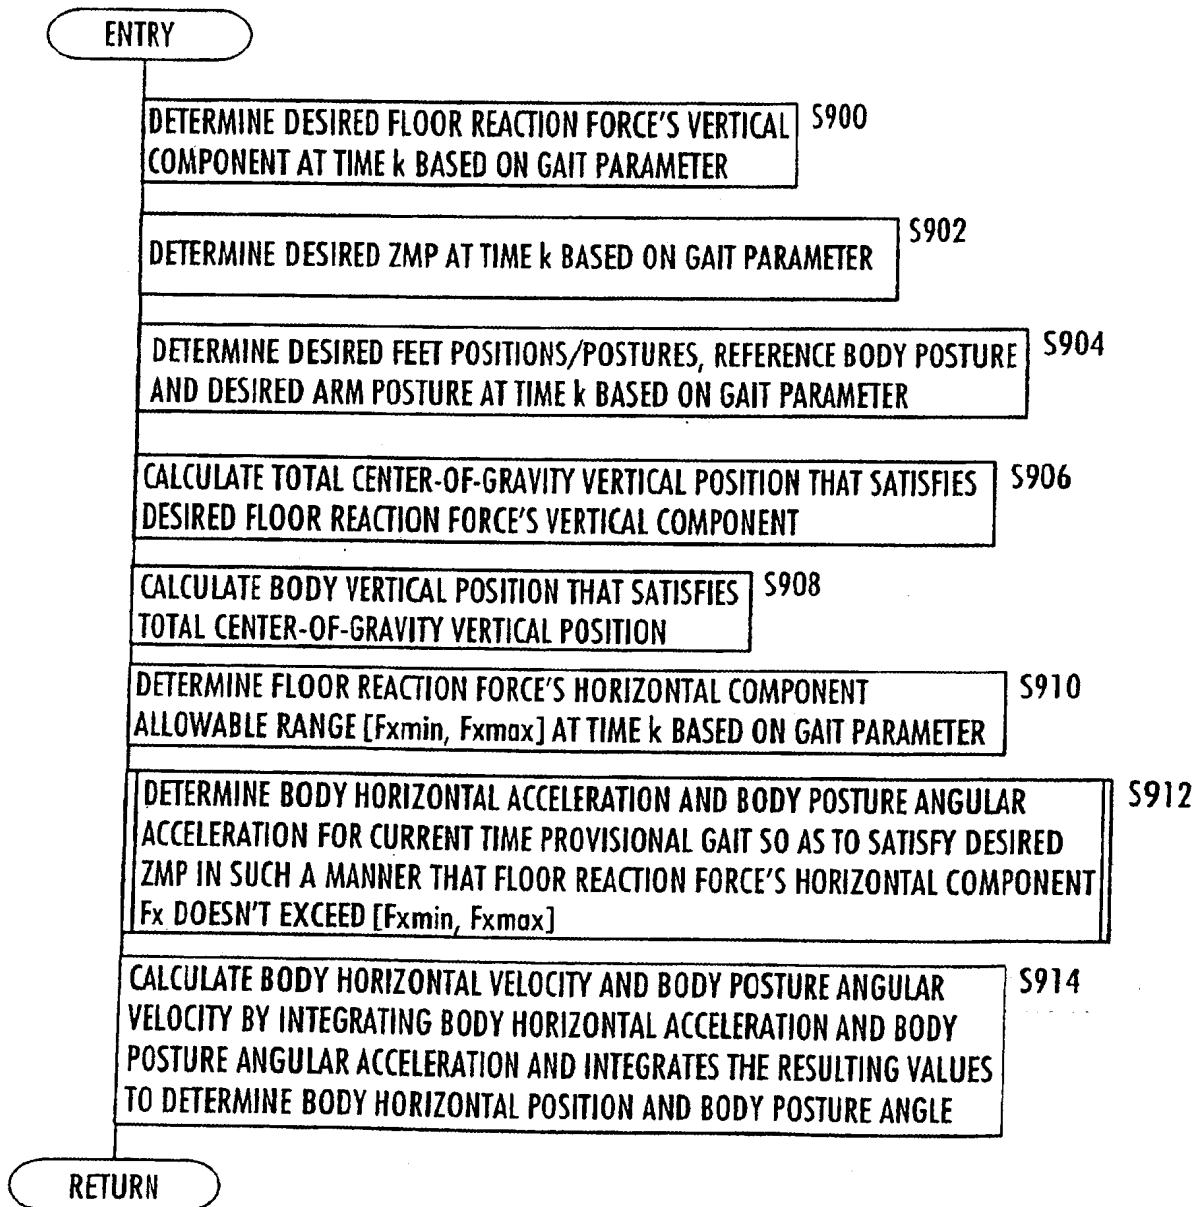 ENTRY
DETERMINE DESIRED FLOOR REACTION FORCE'S VERTICAL
COMPONENT AT TIME k BASED ON GAIT PARAMETER
S900
DETERMINE DESIRED ZMP AT TIME k BASED ON GAIT PARAMETER
S902
DETERMINE DESIRED FEET POSITIONS/POSTURES, REFERENCE BODY POSTURE
AND DESIRED ARM POSTURE AT TIME k BASED ON GAIT PARAMETER
S904
CALCULATE TOTAL CENTER-OF-GRAVITY VERTICAL POSITION THAT SATISFIES
DESIRED FLOOR REACTION FORCE'S VERTICAL COMPONENT
S906
CALCULATE BODY VERTICAL POSITION THAT SATISFIES
TOTAL CENTER-OF-GRAVITY VERTICAL POSITION
S908
DETERMINE FLOOR REACTION FORCE'S HORIZONTAL COMPONENT
ALLOWABLE RANGE [Fxmin, Fxmax] AT TIME k BASED ON GAIT PARAMETER
S910
DETERMINE BODY HORIZONTAL ACCELERATION AND BODY POSTURE ANGULAR
ACCELERATION FOR CURRENT TIME PROVISIONAL GAIT SO AS TO SATISFY DESIRED
ZMP IN SUCH A MANNER THAT FLOOR REACTION FORCE'S HORIZONTAL COMPONENT
Fx DOESN'T EXCEED [Fxmin, Fxmax]
S912
CALCULATE BODY HORIZONTAL VELOCITY AND BODY POSTURE ANGULAR
VELOCITY BY INTEGRATING BODY HORIZONTAL ACCELERATION AND BODY
POSTURE ANGULAR ACCELERATION AND INTEGRATES THE RESULTING VALUES
TO DETERMINE BODY HORIZONTAL POSITION AND BODY POSTURE ANGLE
S914
RETURN